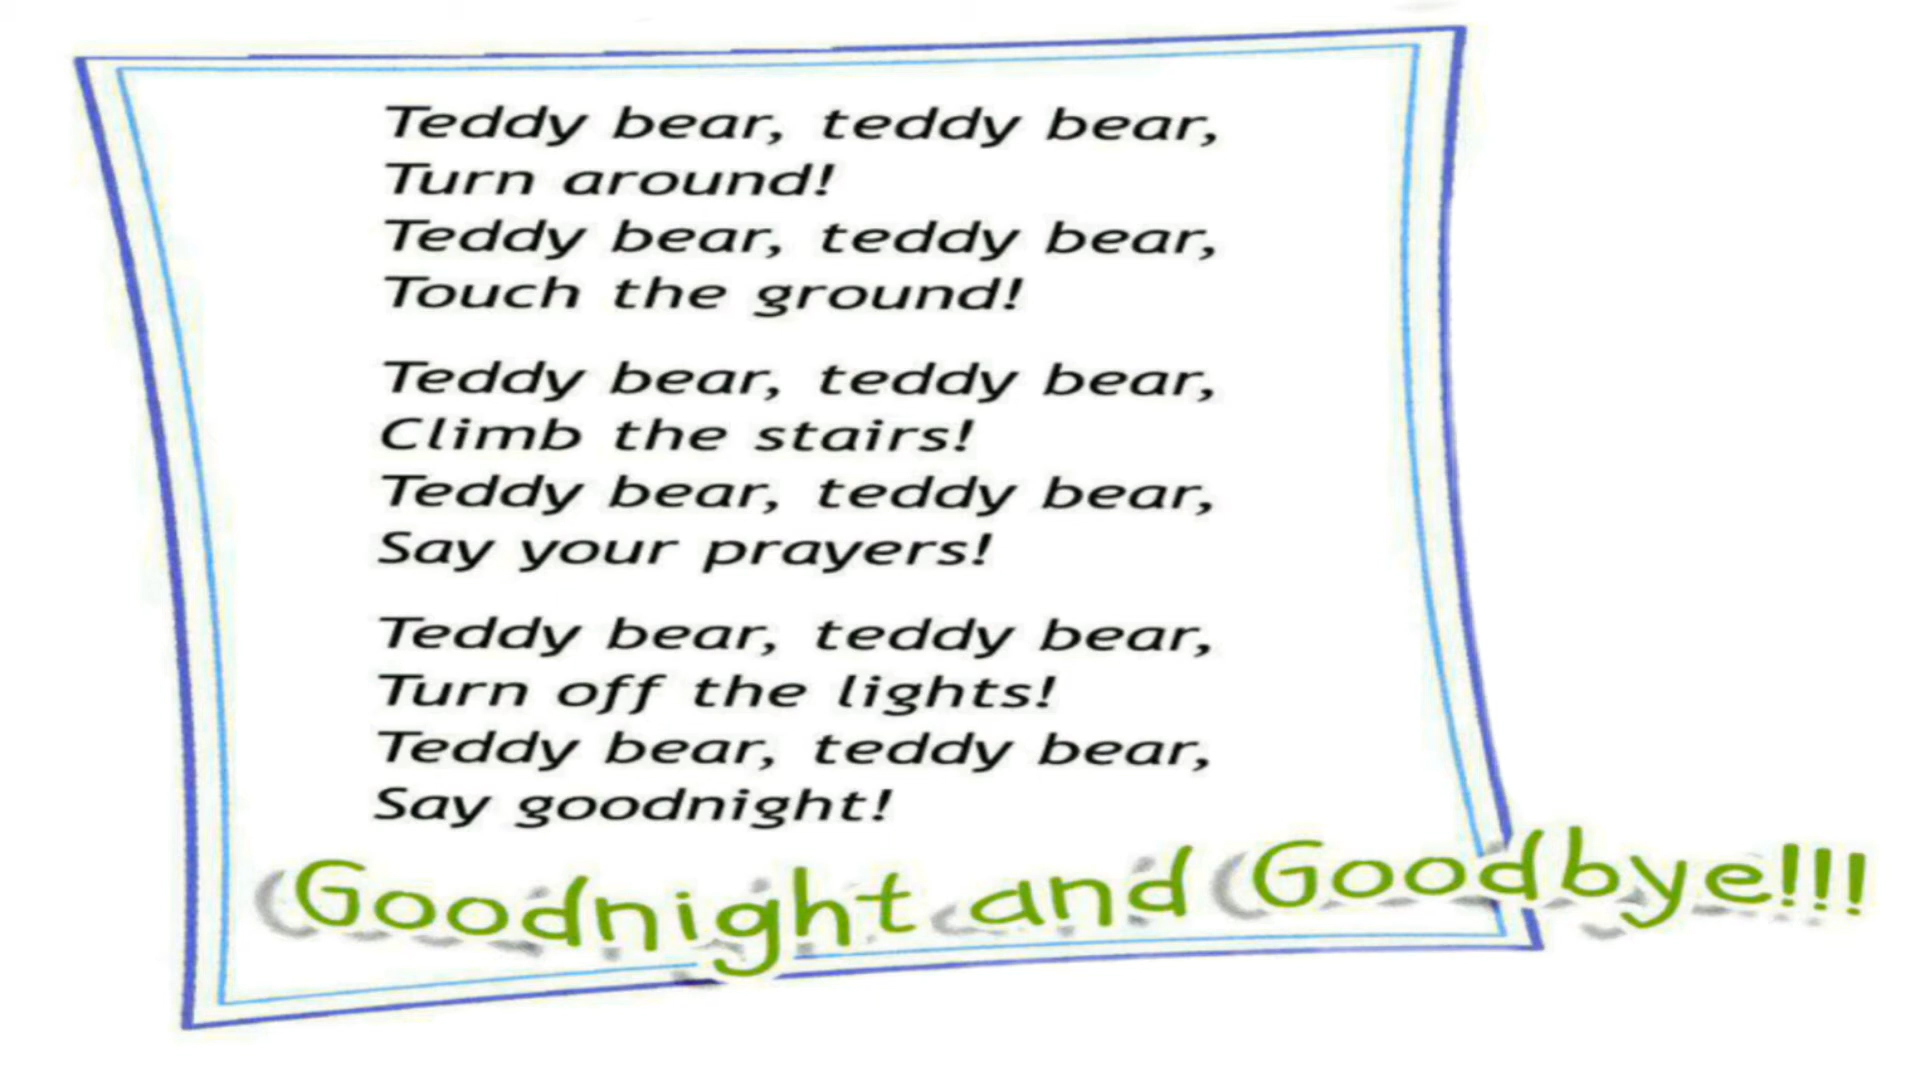 Teddy bear, teddy bear,
Turn around!
Teddy bear, teddy bear,
Touch the ground!
Teddy bear, teddy bear,
Climb the stairs!
Teddy bear, teddy bear,
Say your prayers!
Teddy bear, teddy bear,
Turn off the lights!
Teddy bear, teddy bear,
Say goodnight!
Goodnight and Goodbye!!!